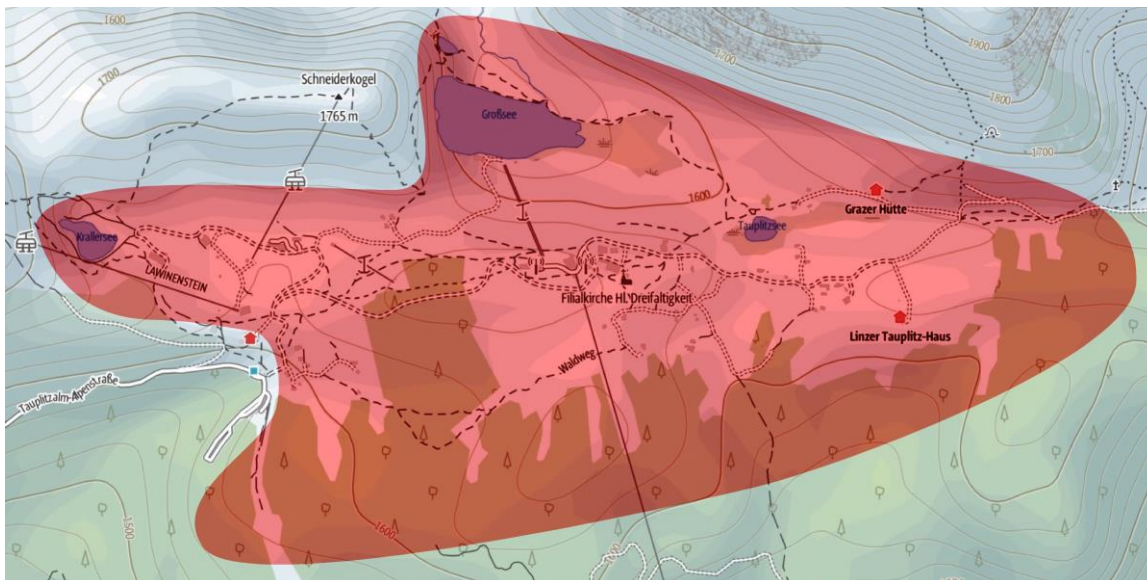 1600
1700
1900
Schneiderkogel
1765 m
1800
Großsee
1700
1600
Grazer Hütte
Tauplitzsee
Krallersee
LAWINENSTEIN
Filialkirche Hl. Dreifaltigkeit
Linzer Tauplitz-Haus
Waldweg
Tauplitzalm-Alpenstraße
1500
1600